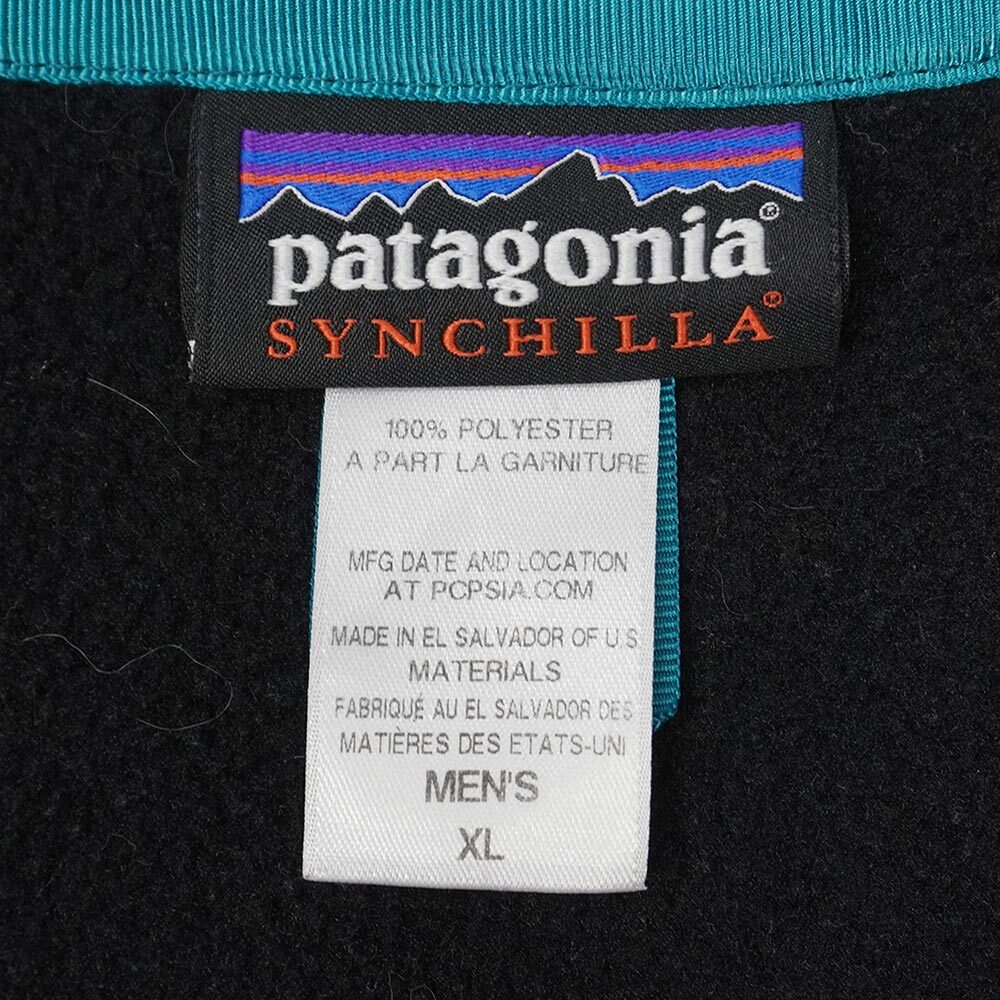 patagonia®
SYNCHILLA®
100% POLYESTER
A PART LA GARNITURE
MFG DATE AND LOCATION
AT PCPSIA.COM
MADE IN EL SALVADOR OF U.S
MATERIALS
FABRIQUÉ AU EL SALVADOR DES
MATIÈRES DES ETATS-UNI
MEN'S
XL